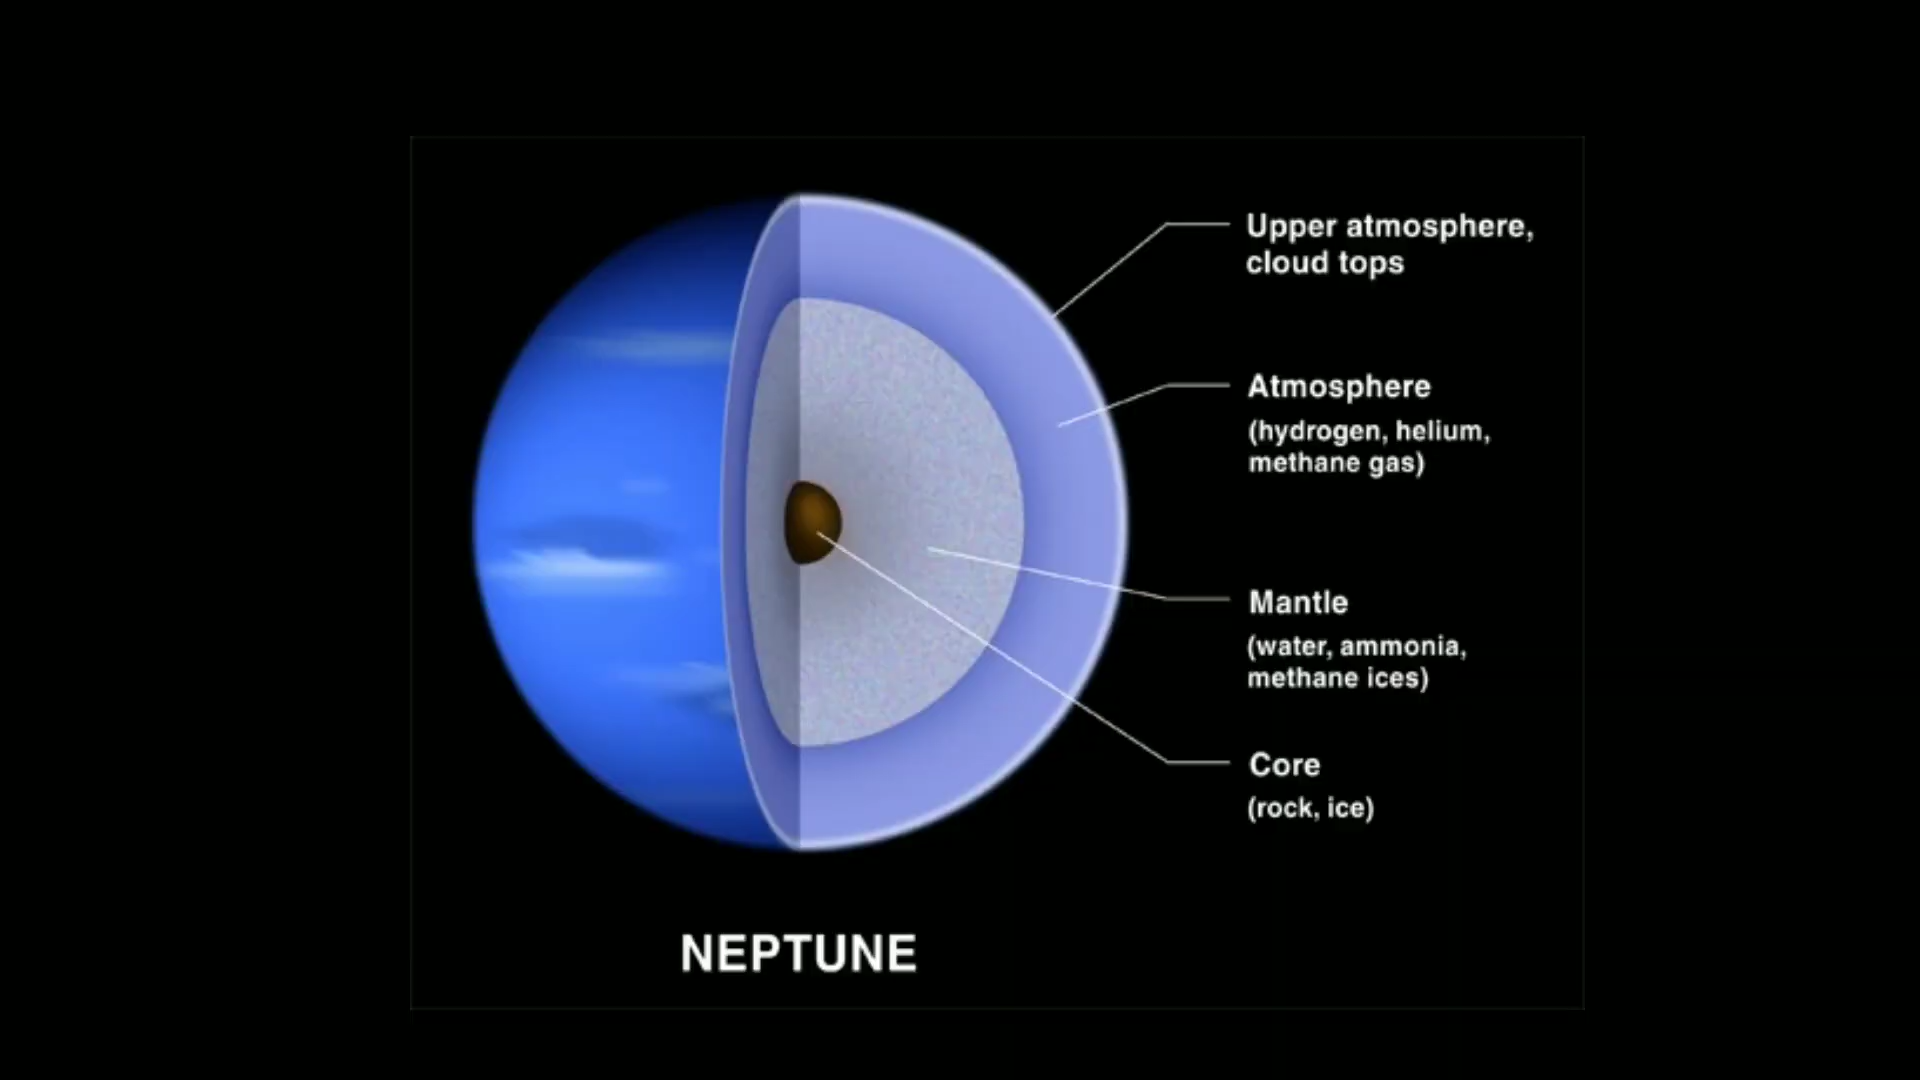 Upper atmosphere,
cloud tops
Atmosphere
(hydrogen, helium,
methane gas)
Mantle
(water, ammonia,
methane ices)
Core
(rock, ice)
NEPTUNE